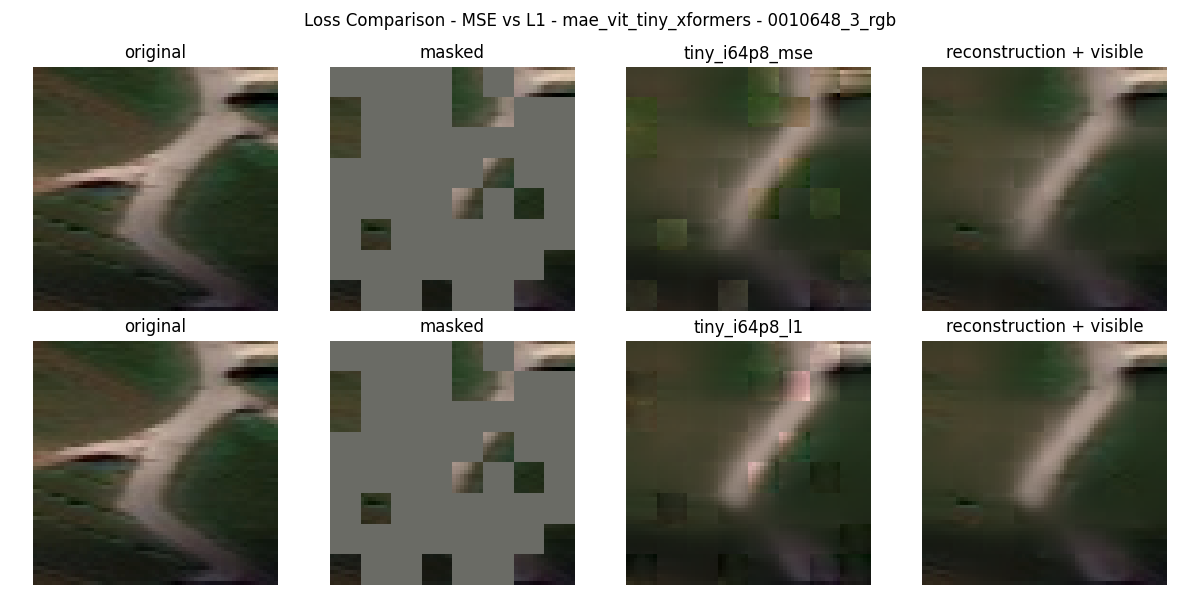 Loss Comparison - MSE vs L1 - mae_vit_tiny_xformers - 0010648_3_rgb
original
masked
tiny_i64p8_mse
reconstruction + visible
original
masked
tiny_i64p8_l1
reconstruction + visible